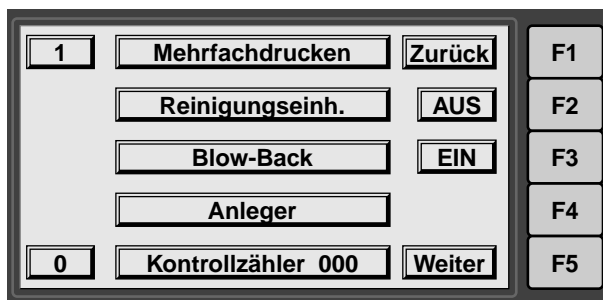 1 Mehrfachdrucken Zurück F1
Reinigungseinh. AUS F2
Blow-Back EIN F3
Anleger F4
0 Kontrollzähler 000 Weiter F5